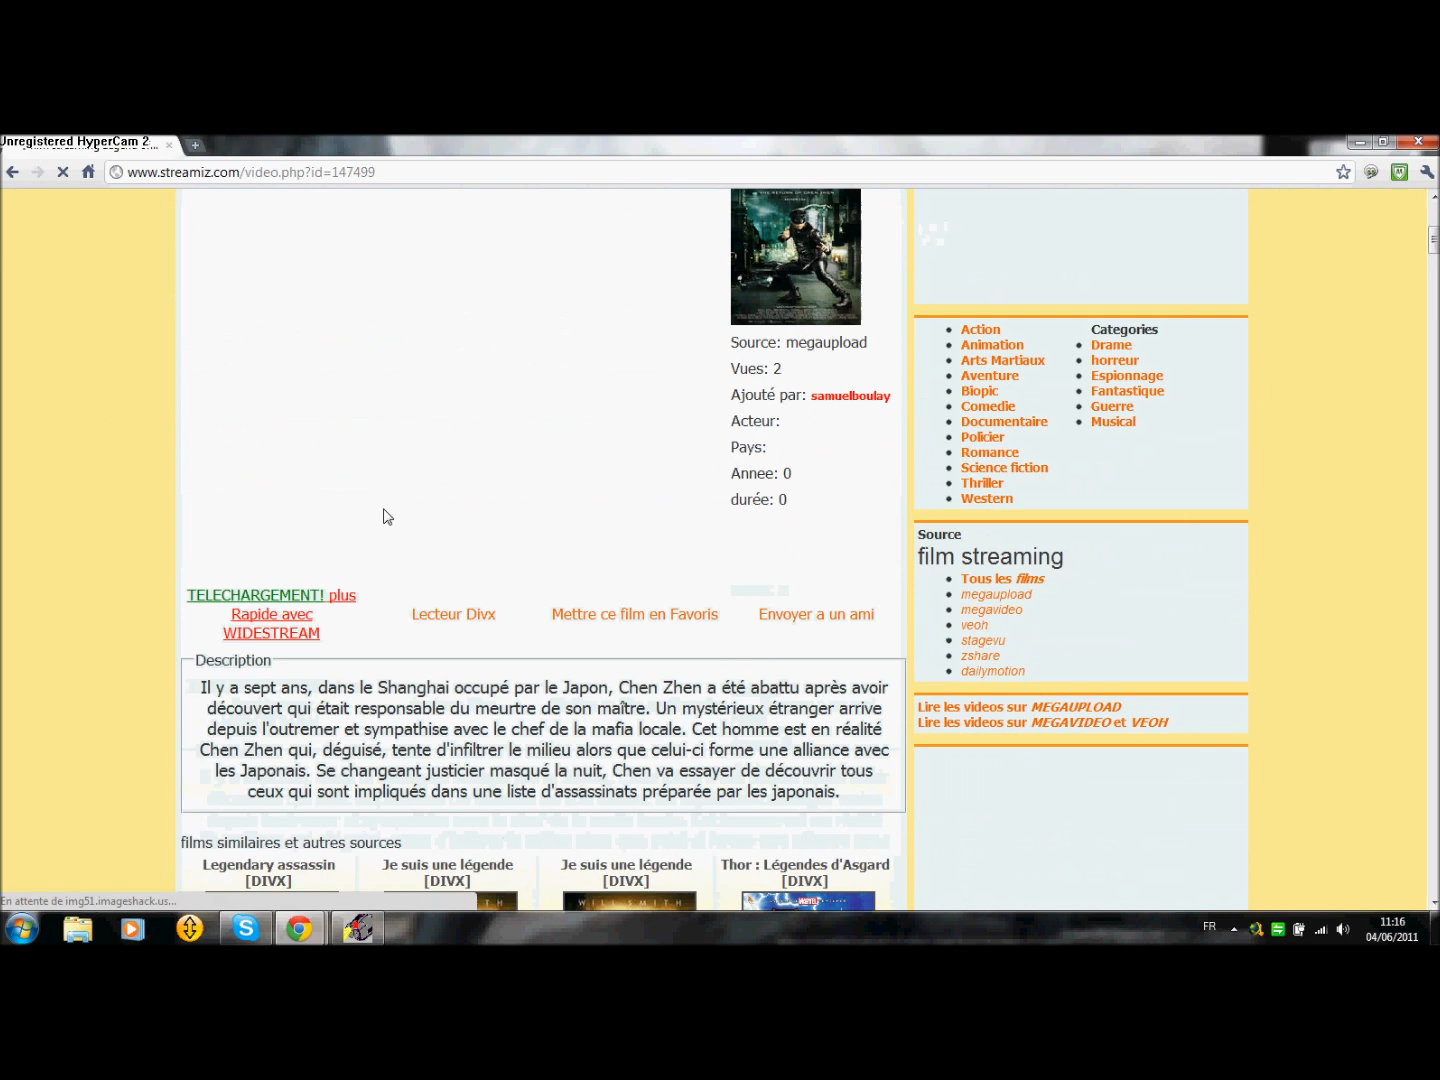 Unregistered HyperCam 2
www.streamiz.com/video.php?id=147499
THE RETURN OF CHEN ZHEN
Source: megaupload
Vues: 2
Ajouté par: samuelboulay
Acteur:
Pays:
Annee: 0
durée: 0
TELECHARGEMENT! plus
Rapide avec
WIDESTREAM
Lecteur Divx
Mettre ce film en Favoris
Envoyer a un ami
Description
Il y a sept ans, dans le Shanghai occupé par le Japon, Chen Zhen a été abattu après avoir
découvert qui était responsable du meurtre de son maître. Un mystérieux étranger arrive
depuis l'outremer et sympathise avec le chef de la mafia locale. Cet homme est en réalité
Chen Zhen qui, déguisé, tente d'infiltrer le milieu alors que celui-ci forme une alliance avec
les Japonais. Se changeant justicier masqué la nuit, Chen va essayer de découvrir tous
ceux qui sont impliqués dans une liste d'assassinats préparée par les japonais.
films similaires et autres sources
Legendary assassin
[DIVX]
Je suis une légende
[DIVX]
Je suis une légende
[DIVX]
Thor : Légendes d'Asgard
[DIVX]
WILL SMITH
MARVEL
Action
Animation
Arts Martiaux
Aventure
Biopic
Comedie
Documentaire
Policier
Romance
Science fiction
Thriller
Western
Categories
Drame
horreur
Espionnage
Fantastique
Guerre
Musical
Source
film streaming
Tous les films
megaupload
megavideo
veoh
stagevu
zshare
dailymotion
Lire les videos sur MEGAUPLOAD
Lire les videos sur MEGAVIDEO et VEOH
En attente de img51.imageshack.us...
FR
11:16
04/06/2011